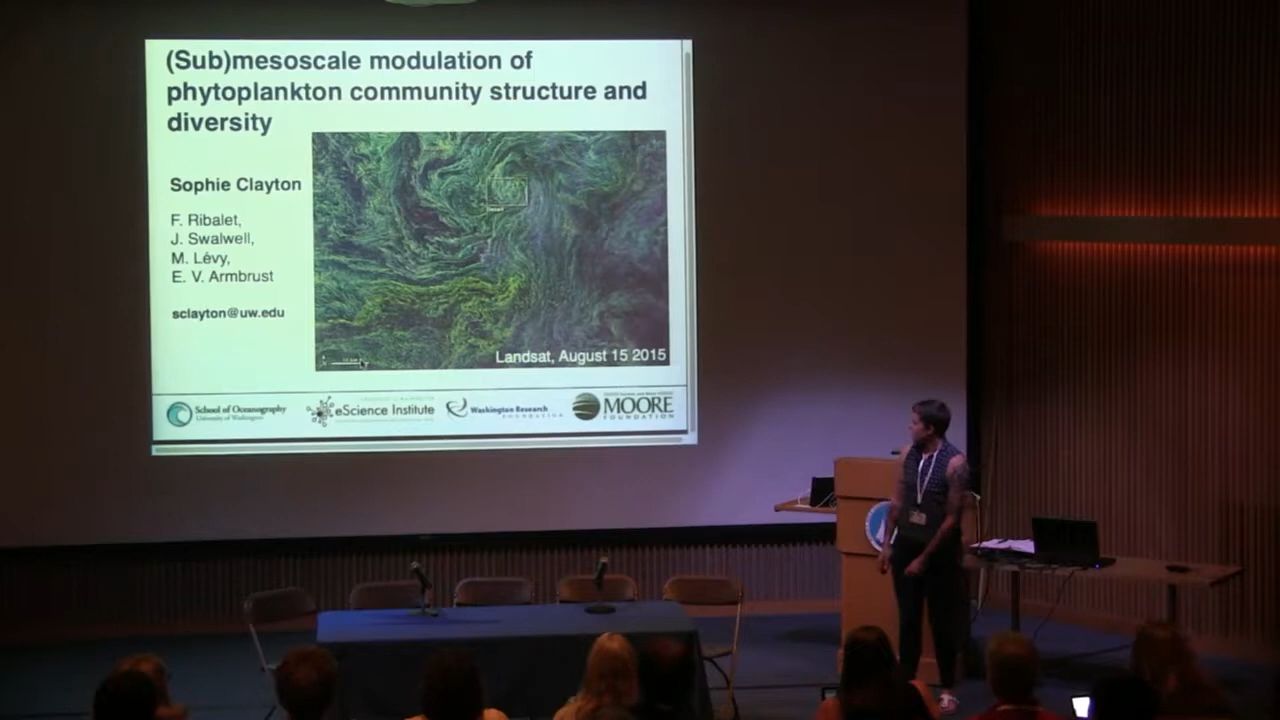 (Sub)mesoscale modulation of
phytoplankton community structure and
diversity
Sophie Clayton
F. Ribalet,
J. Swalwell,
M. Lévy,
E. V. Armbrust
sclayton@uw.edu
Landsat, August 15 2015
School of Oceanography
University of Washington
eScience Institute
Washington Research
FOUNDATION
MOORE
FOUNDATION